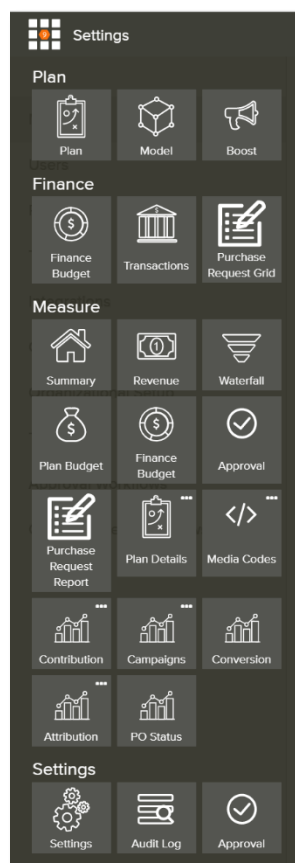 Settings
Plan
Plan
Model
Boost
Users
Finance
Finance
Budget
Transactions
Purchase
Request Grid
Measure
Summary
Revenue
Waterfall
Plan Budget
Finance
Budget
Approval
Purchase
Request
Report
Plan Details
Media Codes
Contribution
Campaigns
Conversion
Attribution
PO Status
Settings
Settings
Audit Log
Approval